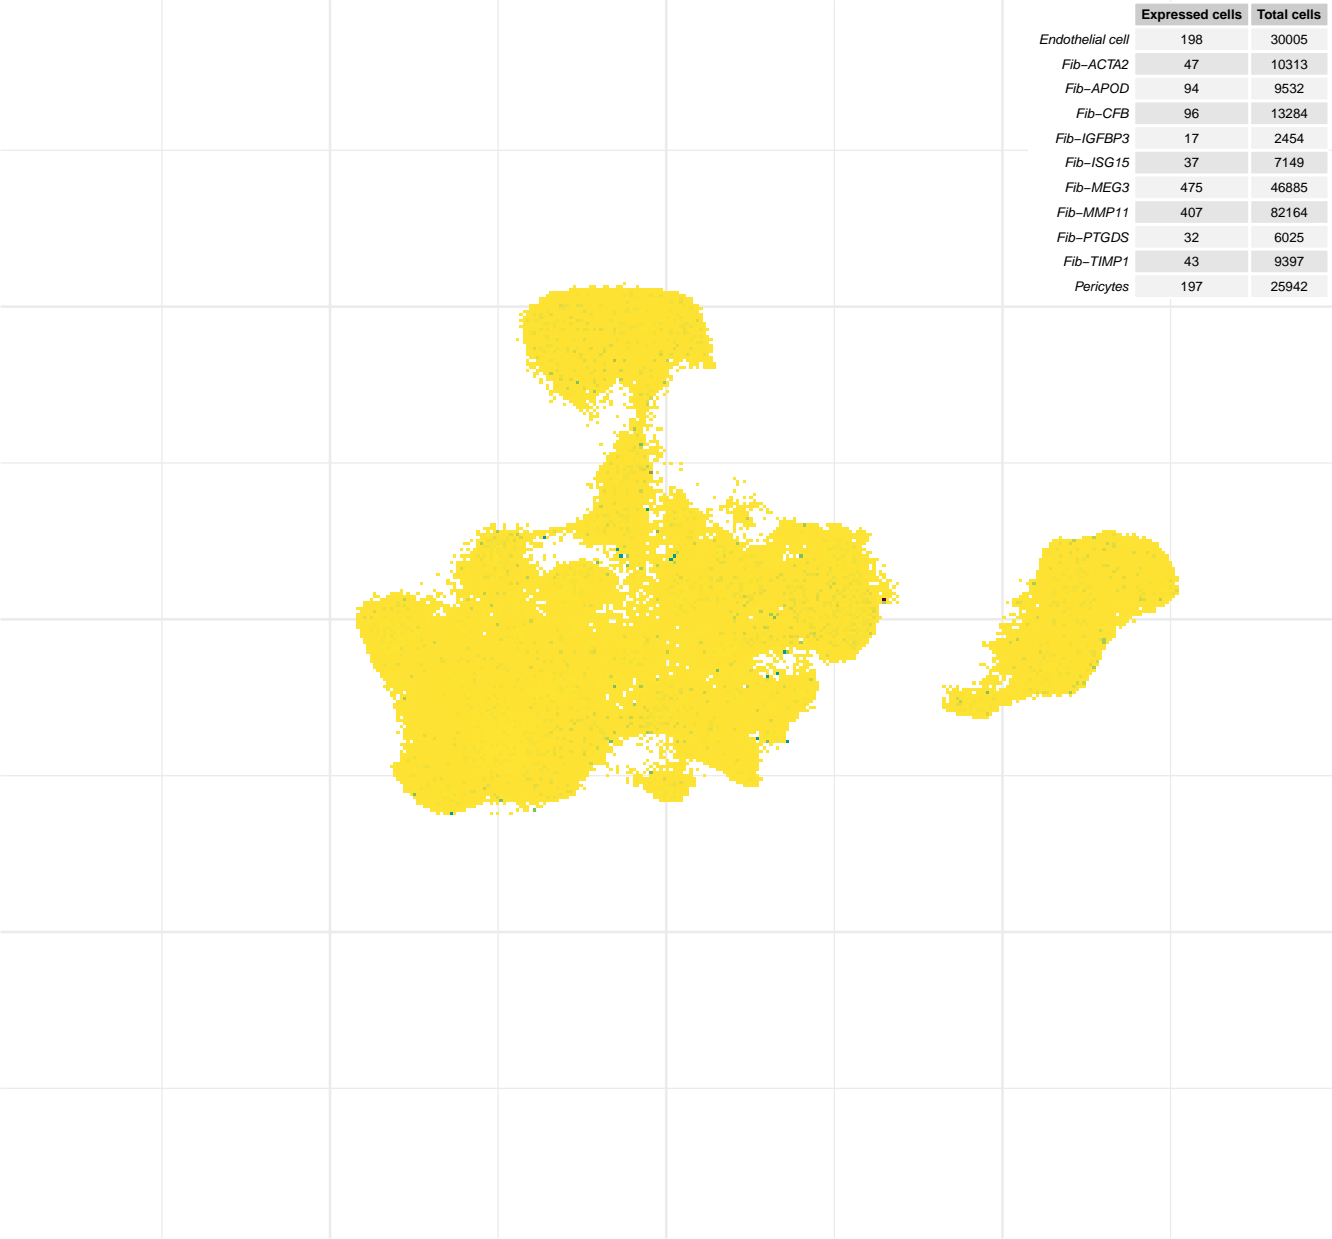 Expressed cells Total cells
Endothelial cell 198 30005
Fib−ACTA2 47 10313
Fib−APOD 94 9532
Fib−CFB 96 13284
Fib−IGFBP3 17 2454
Fib−ISG15 37 7149
Fib−MEG3 475 46885
Fib−MMP11 407 82164
Fib−PTGDS 32 6025
Fib−TIMP1 43 9397
Pericytes 197 25942